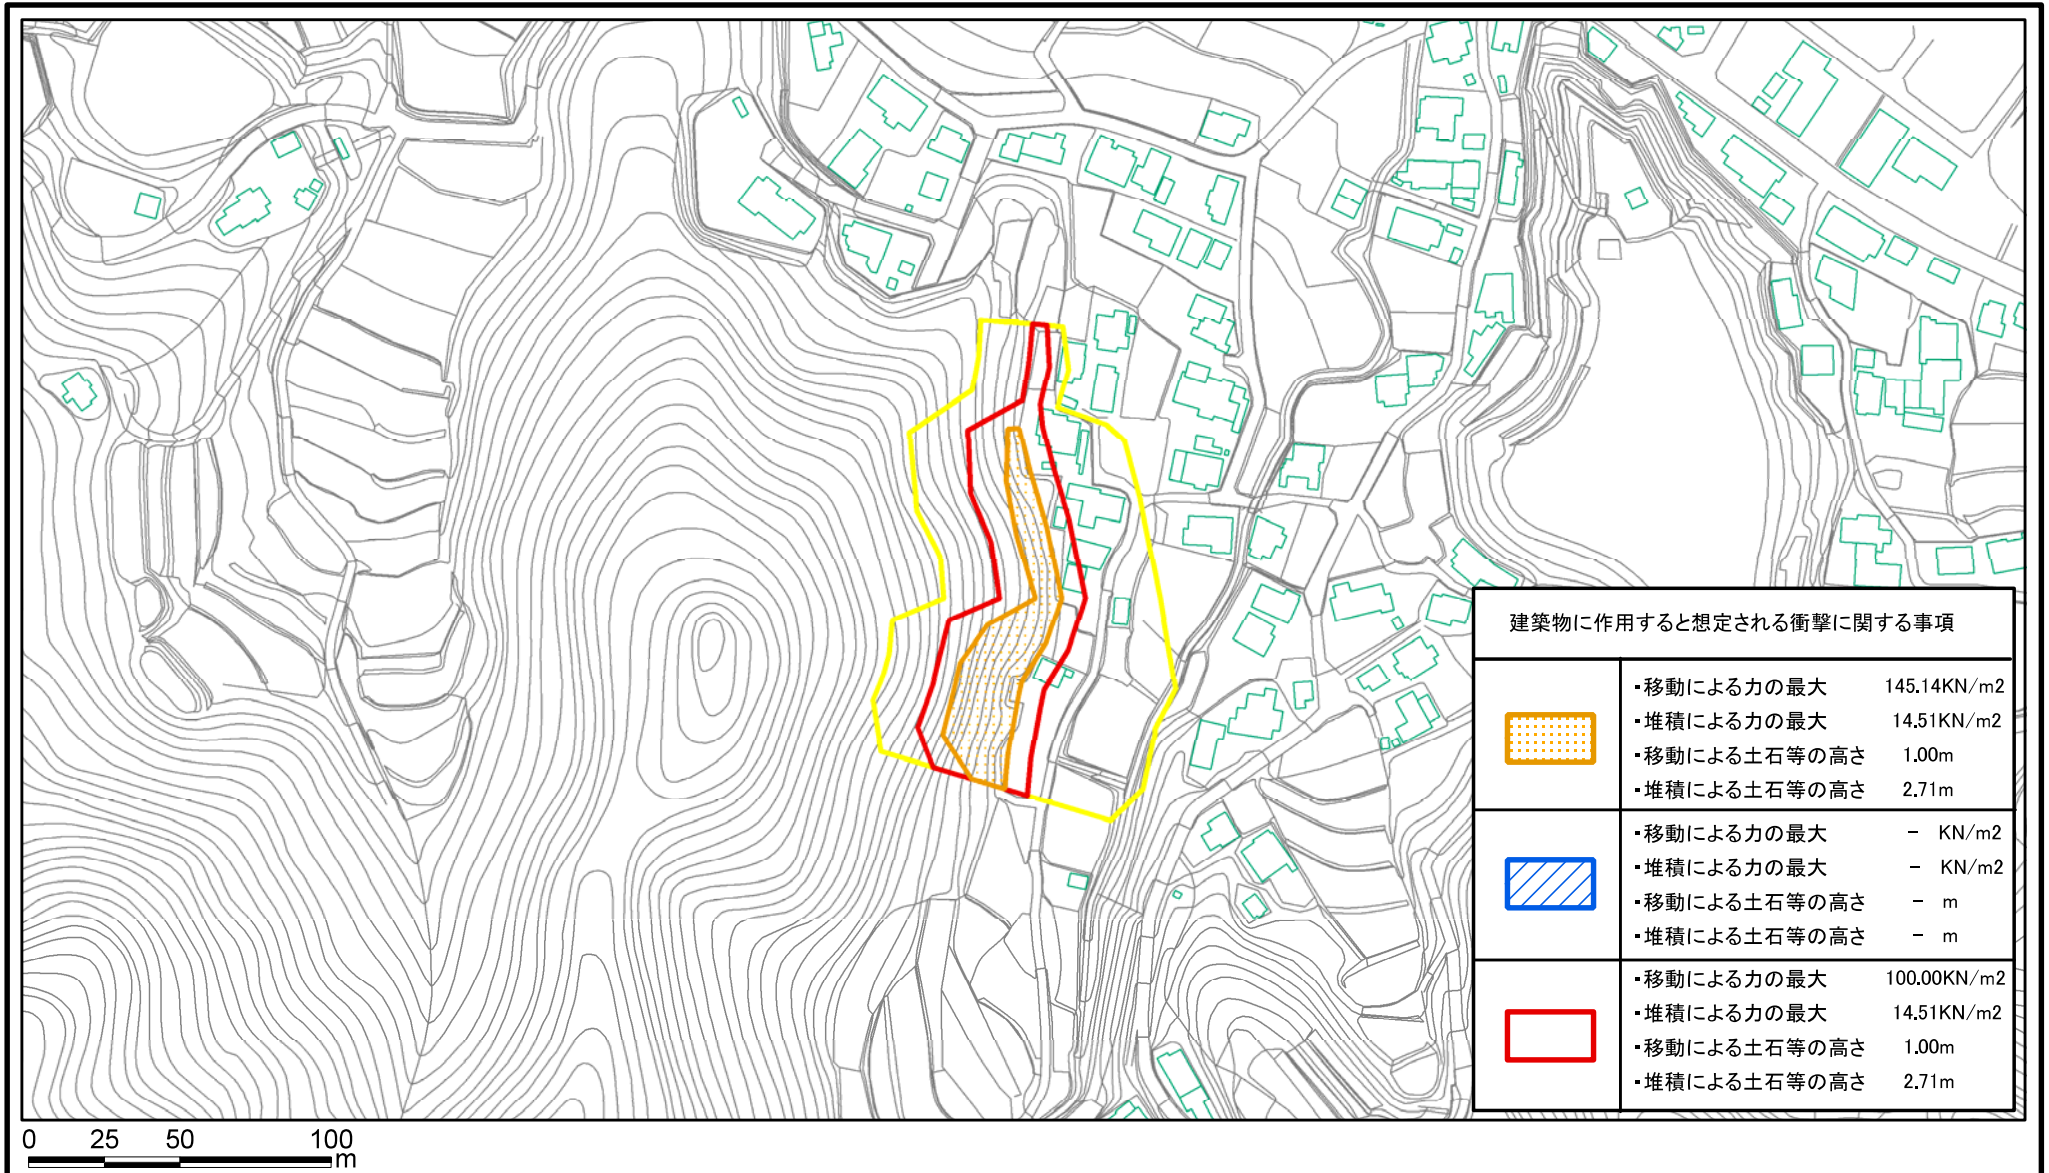 建築物に作用すると想定される衝撃に関する事項
・移動による力の最大 145.14KN/m2
・堆積による力の最大 14.51KN/m2
・移動による土石等の高さ 1.00m
・堆積による土石等の高さ 2.71m
・移動による力の最大 - KN/m2
・堆積による力の最大 - KN/m2
・移動による土石等の高さ - m
・堆積による土石等の高さ - m
・移動による力の最大 100.00KN/m2
・堆積による力の最大 14.51KN/m2
・移動による土石等の高さ 1.00m
・堆積による土石等の高さ 2.71m
0 25 50 100
m